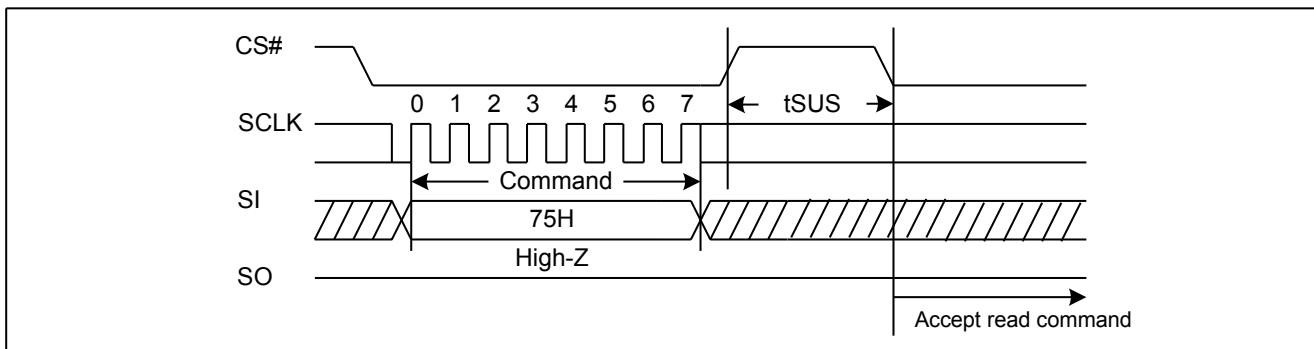 CS#
tSUS
0 1 2 3 4 5 6 7
SCLK
Command
SI
75H
High-Z
SO
Accept read command